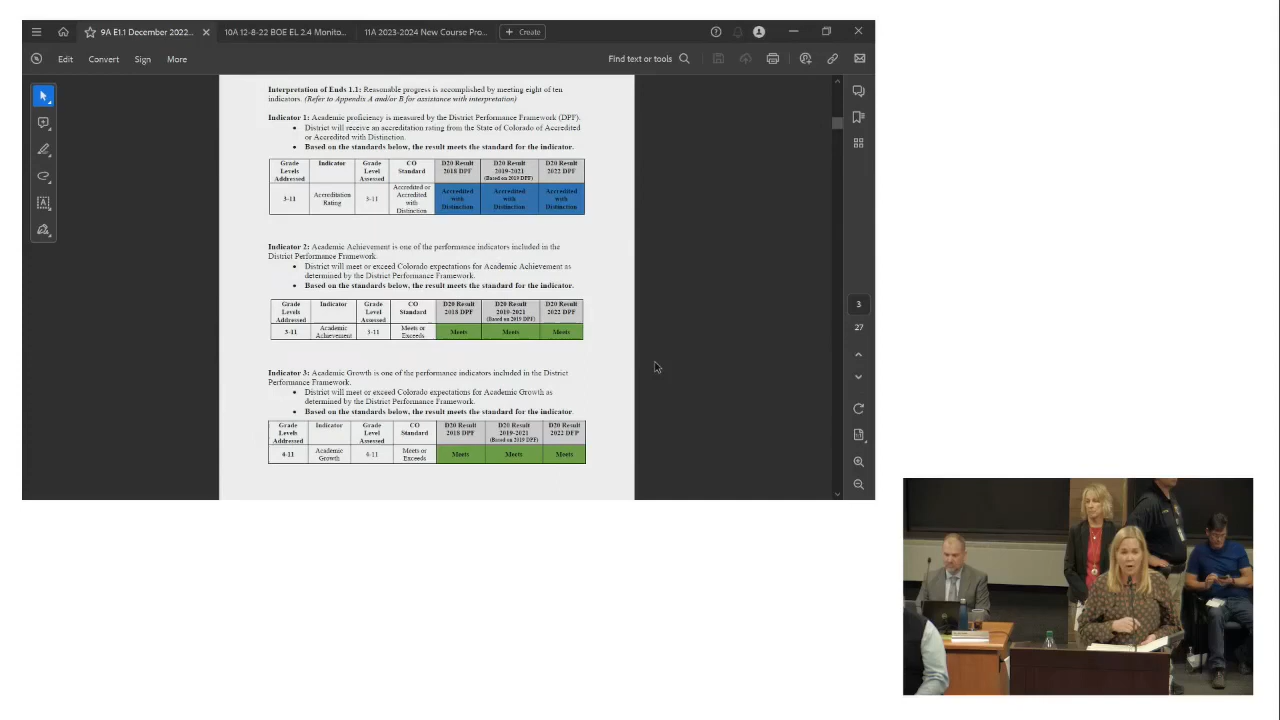 9A E1.1 December 2022...
10A 12-8-22 BOE EL 2.4 Monito...
11A 2023-2024 New Course Pro...
Create
Edit
Convert
Sign
More
Find text or tools
Interpretation of Ends 1.1: Reasonable progress is accomplished by meeting eight of ten
indicators. (Refer to Appendix A and/or B for assistance with interpretation)
Indicator 1: Academic proficiency is measured by the District Performance Framework (DPF).
• District will receive an accreditation rating from the State of Colorado of Accredited
or Accredited with Distinction.
• Based on the standards below, the result meets the standard for the indicator.
Grade Levels Addressed
Indicator
Grade Level Assessed
CO Standard
D20 Result 2018 DPF
D20 Result 2019-2021 (Based on 2019 DPF)
D20 Result 2022 DPF
3-11
Accreditation Rating
3-11
Accredited or Accredited with Distinction
Accredited with Distinction
Accredited with Distinction
Accredited with Distinction
Indicator 2: Academic Achievement is one of the performance indicators included in the
District Performance Framework.
• District will meet or exceed Colorado expectations for Academic Achievement as
determined by the District Performance Framework.
• Based on the standards below, the result meets the standard for the indicator.
Grade Levels Addressed
Indicator
Grade Level Assessed
CO Standard
D20 Result 2018 DPF
D20 Result 2019-2021 (Based on 2019 DPF)
D20 Result 2022 DPF
3-11
Academic Achievement
3-11
Meets or Exceeds
Meets
Meets
Meets
Indicator 3: Academic Growth is one of the performance indicators included in the District
Performance Framework.
• District will meet or exceed Colorado expectations for Academic Growth as
determined by the District Performance Framework.
• Based on the standards below, the result meets the standard for the indicator.
Grade Levels Addressed
Indicator
Grade Level Assessed
CO Standard
D20 Result 2018 DPF
D20 Result 2019-2021 (Based on 2019 DPF)
D20 Result 2022 DFP
4-11
Academic Growth
4-11
Meets or Exceeds
Meets
Meets
Meets
3
27